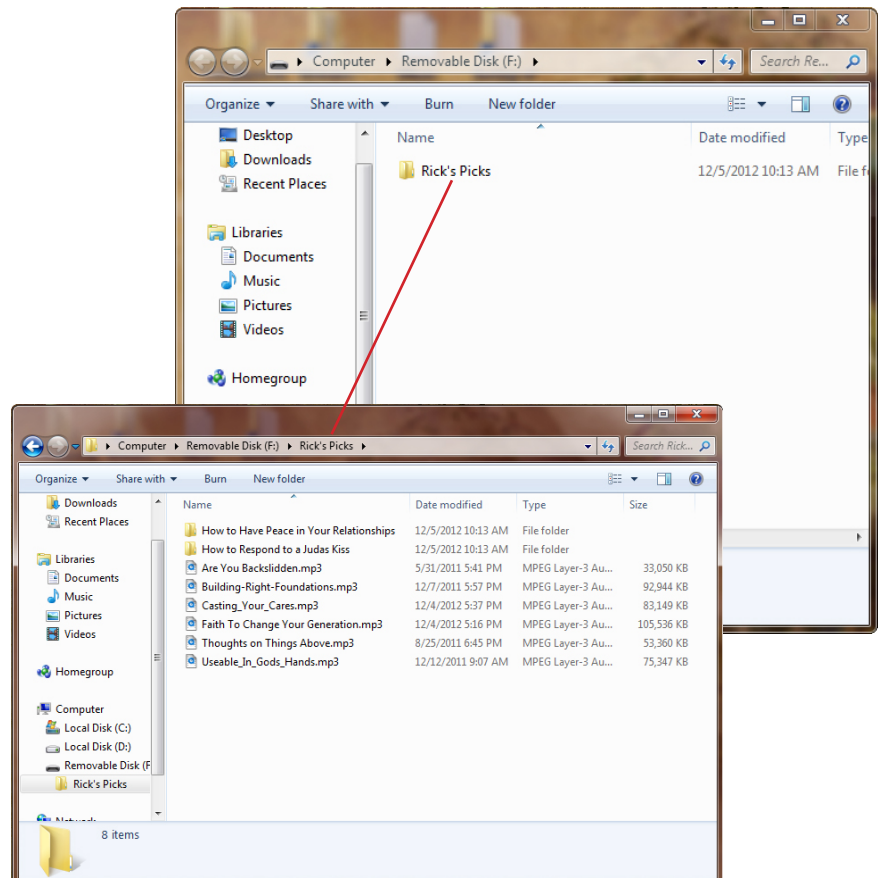 Computer ▸ Removable Disk (F:) ▸
Search Re...
Organize Share with Burn New folder
Desktop
Downloads
Recent Places
Libraries
Documents
Music
Pictures
Videos
Homegroup
Name Date modified Type
Rick's Picks 12/5/2012 10:13 AM File f
Computer ▸ Removable Disk (F:) ▸ Rick's Picks ▸
Search Rick...
Organize Share with Burn New folder
Downloads
Recent Places
Libraries
Documents
Music
Pictures
Videos
Homegroup
Computer
Local Disk (C:)
Local Disk (D:)
Removable Disk (F
Rick's Picks
Network
Name Date modified Type Size
How to Have Peace in Your Relationships 12/5/2012 10:13 AM File folder
How to Respond to a Judas Kiss 12/5/2012 10:13 AM File folder
Are You Backslidden.mp3 5/31/2011 5:41 PM MPEG Layer-3 Au... 33,050 KB
Building-Right-Foundations.mp3 12/7/2011 5:57 PM MPEG Layer-3 Au... 92,944 KB
Casting_Your_Cares.mp3 12/4/2012 5:37 PM MPEG Layer-3 Au... 83,149 KB
Faith To Change Your Generation.mp3 12/4/2012 5:16 PM MPEG Layer-3 Au... 105,536 KB
Thoughts on Things Above.mp3 8/25/2011 6:45 PM MPEG Layer-3 Au... 53,360 KB
Useable_In_Gods_Hands.mp3 12/12/2011 9:07 AM MPEG Layer-3 Au... 75,347 KB
8 items